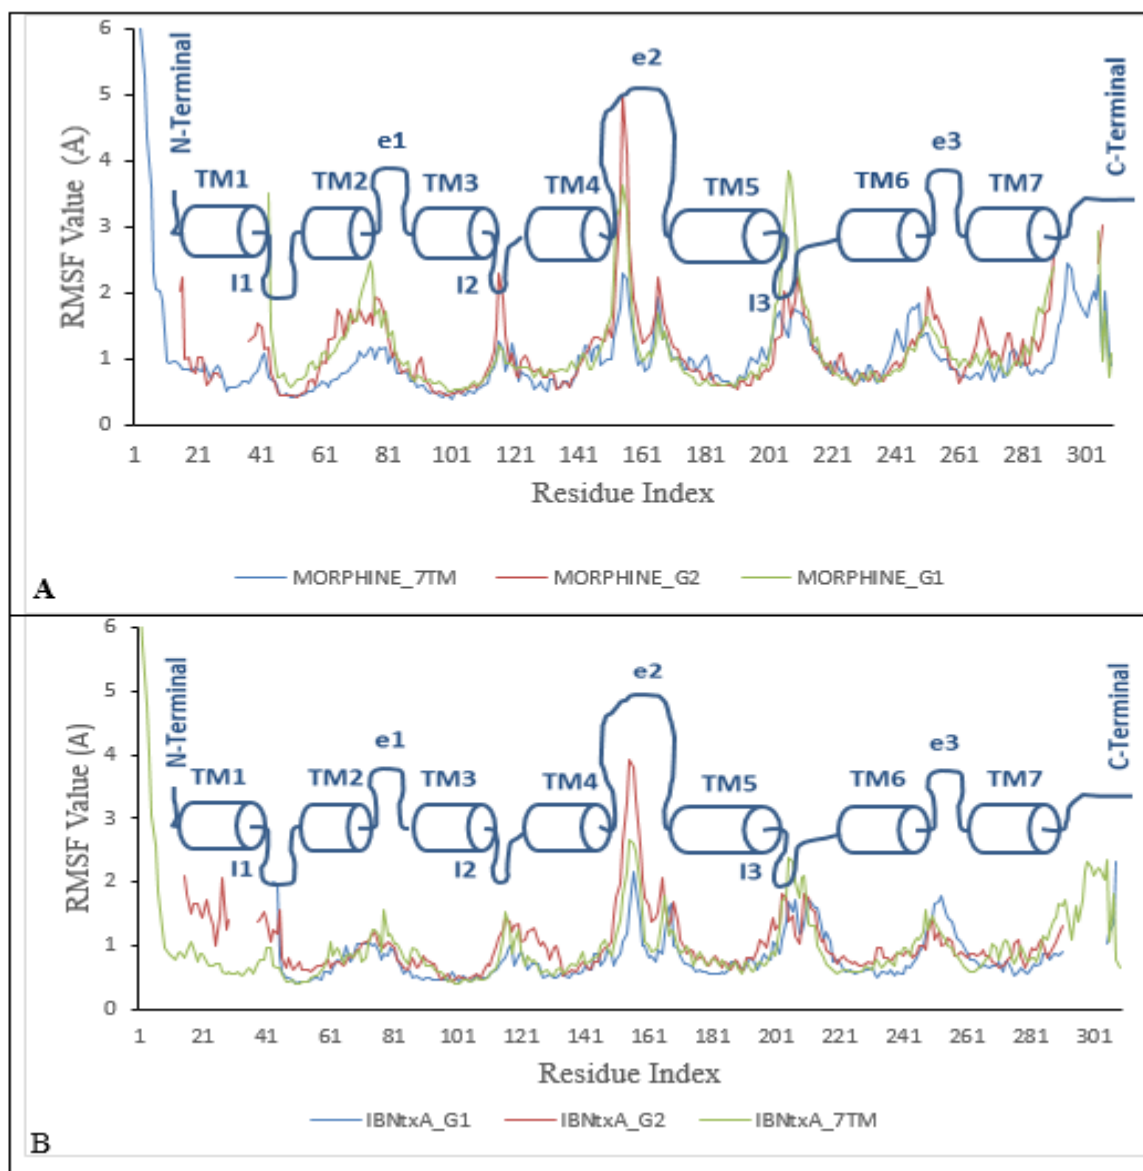 6
5
4
3
2
1
0
RMSF Value (A)
N-Terminal
TM1
I1
TM2
e1
TM3
I2
TM4
e2
TM5
I3
TM6
e3
TM7
C-Terminal
1 21 41 61 81 101 121 141 161 181 201 221 241 261 281 301
Residue Index
MORPHINE_7TM MORPHINE_G2 MORPHINE_G1
A
6
5
4
3
2
1
0
RMSF Value (A)
N-Terminal
TM1
I1
TM2
e1
TM3
I2
TM4
e2
TM5
I3
TM6
e3
TM7
C-Terminal
1 21 41 61 81 101 121 141 161 181 201 221 241 261 281 301
Residue Index
IBNtxA_G1 IBNtxA_G2 IBNtxA_7TM
B